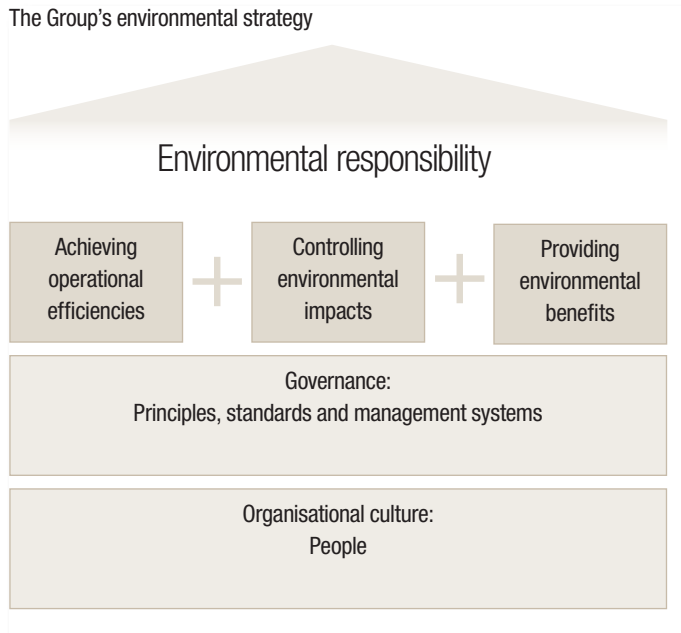 The Group's environmental strategy
Environmental responsibility
Achieving
operational
efficiencies
Controlling
environmental
impacts
Providing
environmental
benefits
Governance:
Principles, standards and management systems
Organisational culture:
People